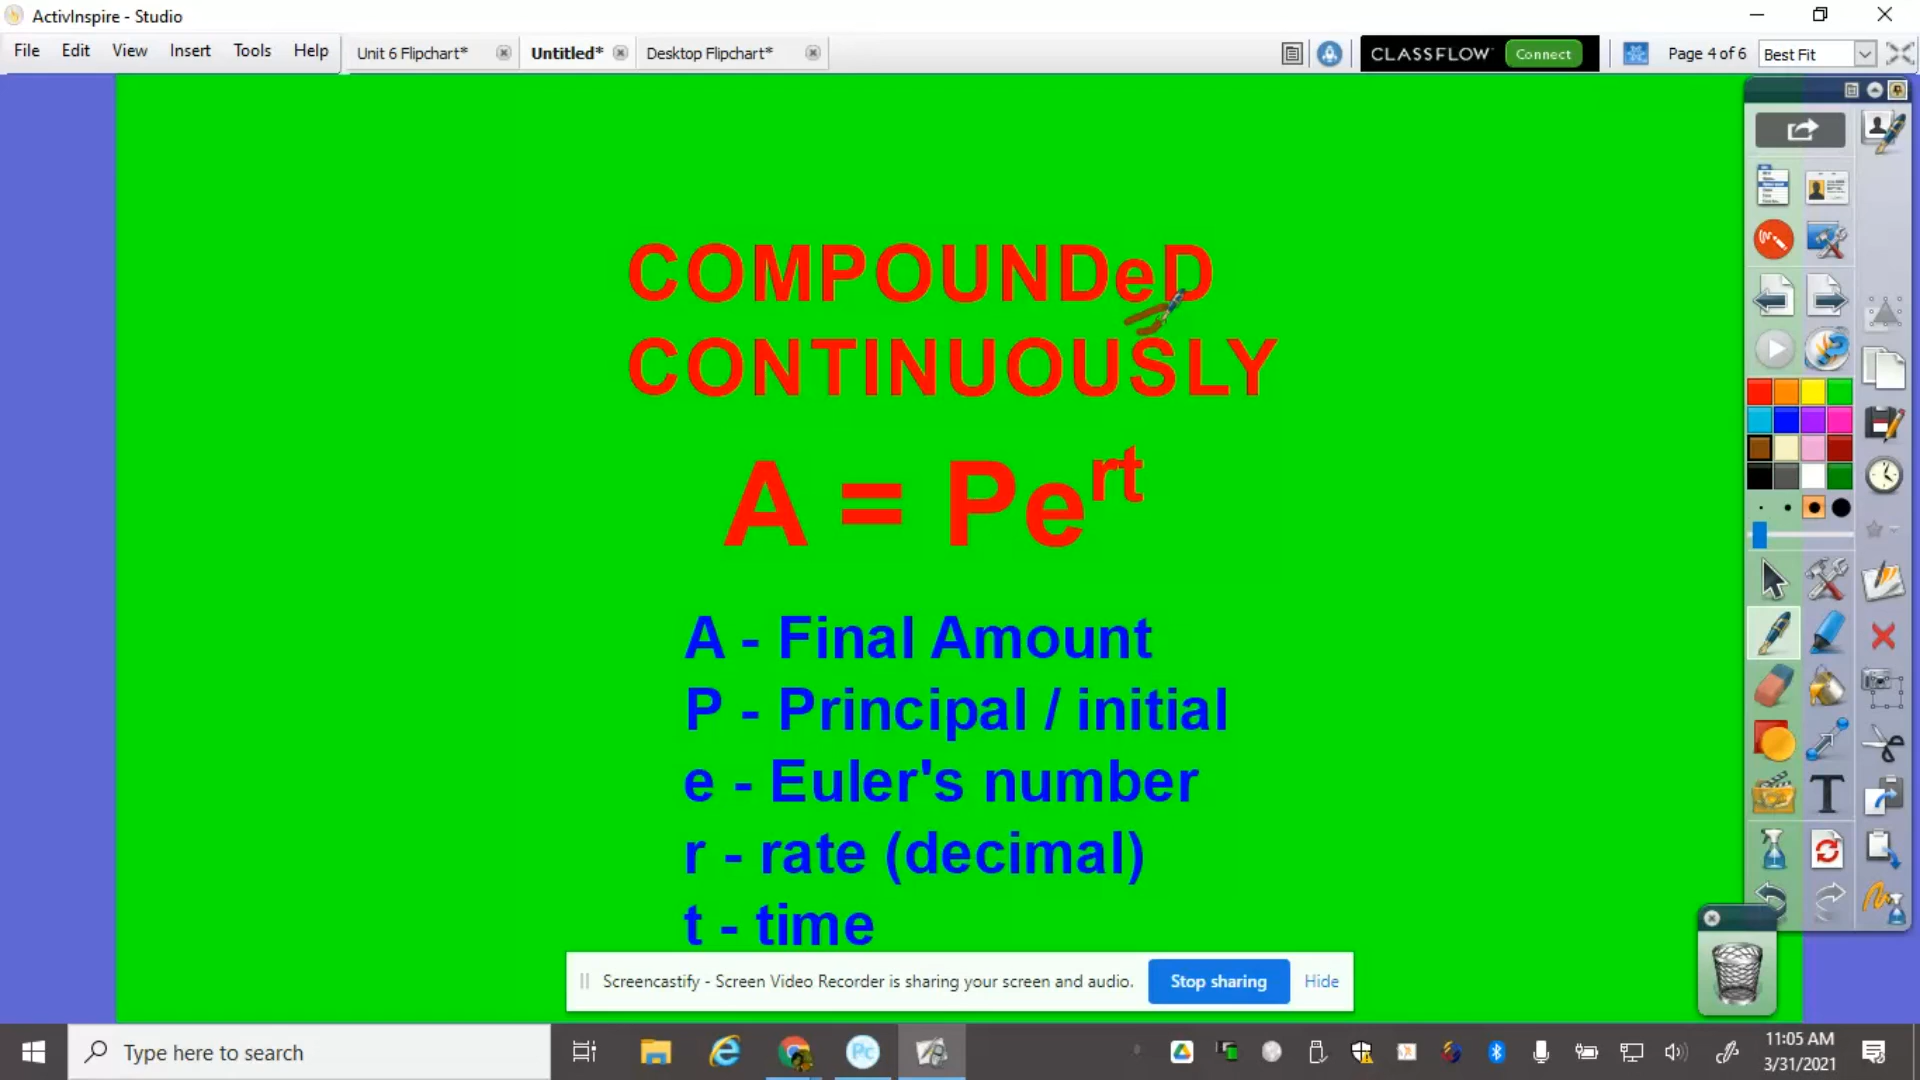 ActivInspire - Studio
File Edit View Insert Tools Help
Unit 6 Flipchart* Untitled* Desktop Flipchart*
CLASSFLOW Connect
Page 4 of 6 Best Fit
COMPOUNDeD
CONTINUOUSLY
A = Pe^rt
A - Final Amount
P - Principal / initial
e - Euler's number
r - rate (decimal)
t - time
Screencastify - Screen Video Recorder is sharing your screen and audio. Stop sharing Hide
Type here to search
11:05 AM
3/31/2021